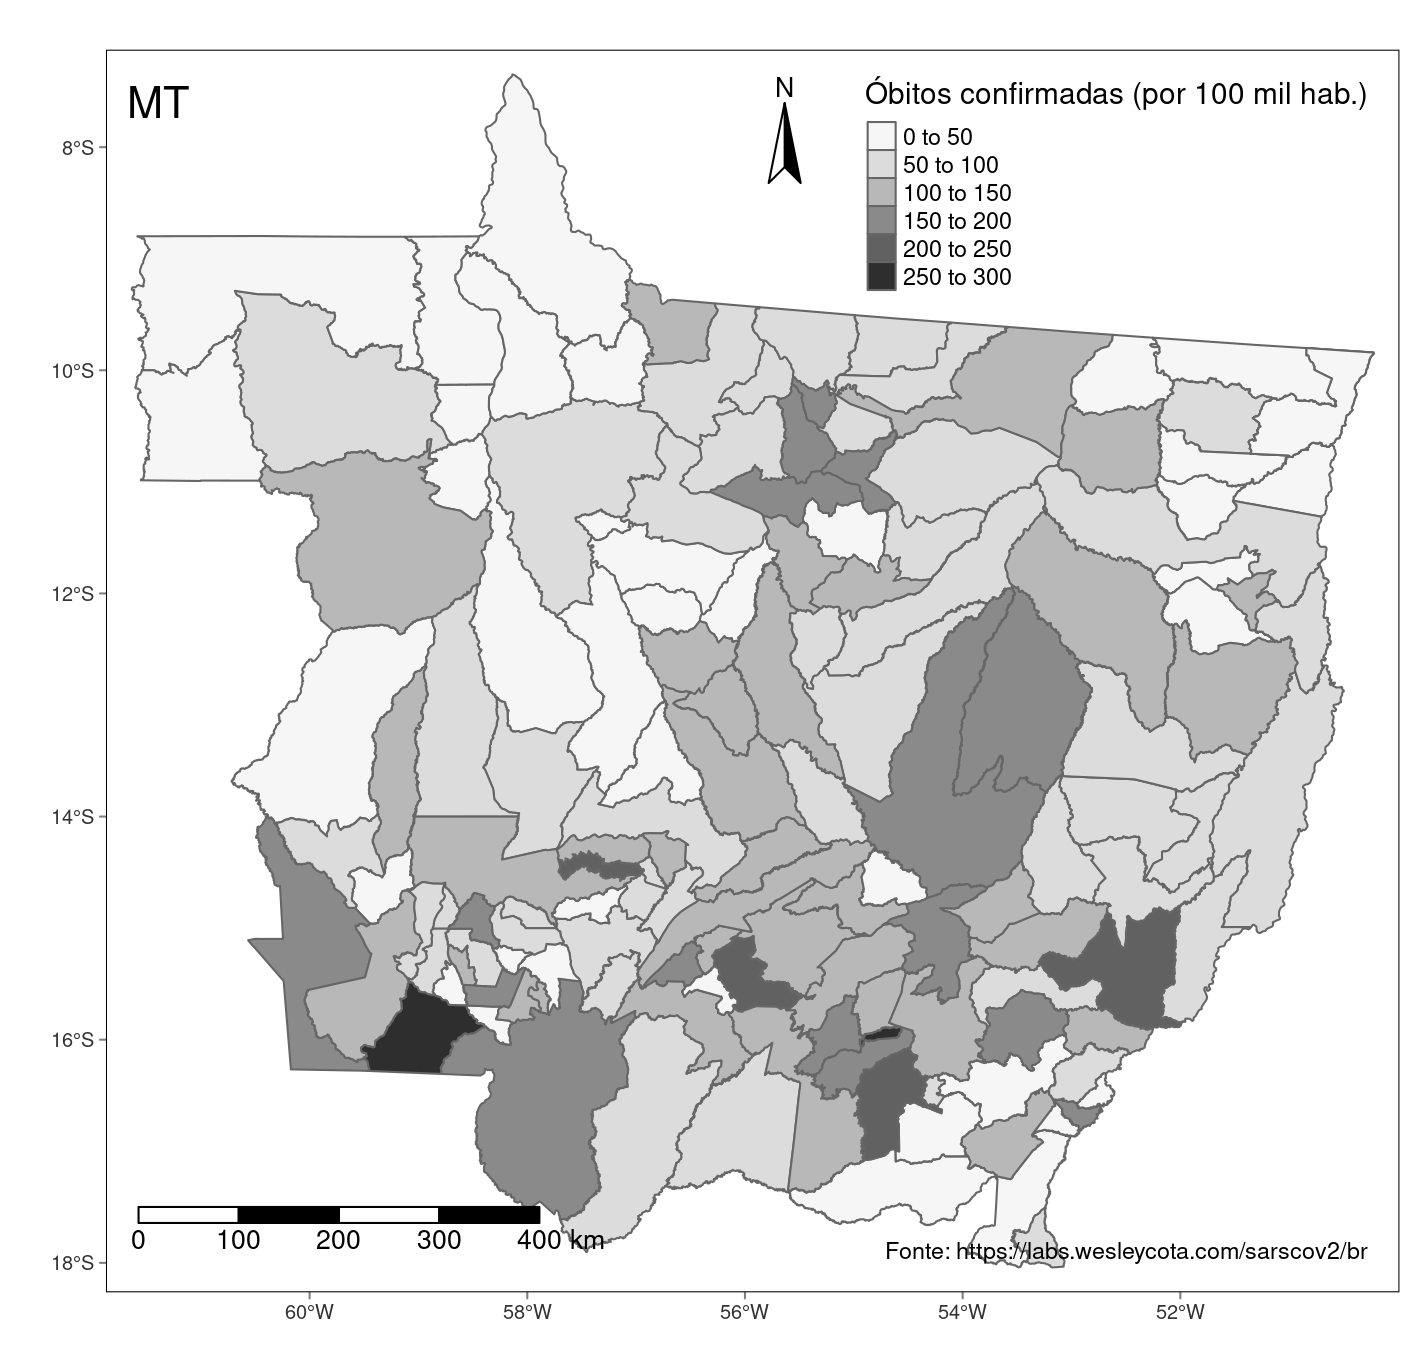 MT
N
Óbitos confirmadas (por 100 mil hab.)
0 to 50
50 to 100
100 to 150
150 to 200
200 to 250
250 to 300
8°S
10°S
12°S
14°S
16°S
18°S
0 100 200 300 400 km
Fonte: https://labs.wesleycota.com/sarscov2/br
60°W 58°W 56°W 54°W 52°W